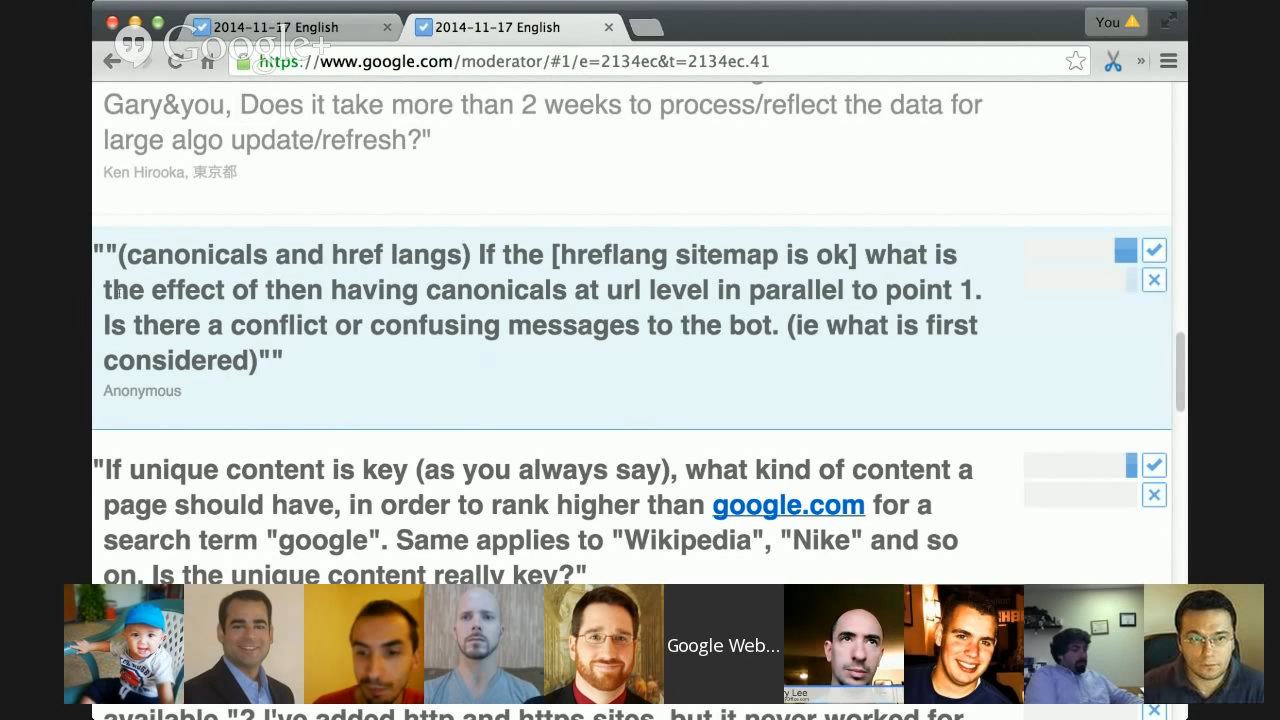 2014-11-17 English
2014-11-17 English
You
Google+
https://www.google.com/moderator/#1/e=2134ec&t=2134ec.41
Gary&you, Does it take more than 2 weeks to process/reflect the data for
large algo update/refresh?"
Ken Hirooka, 東京都
""(canonicals and href langs) If the [hreflang sitemap is ok] what is
the effect of then having canonicals at url level in parallel to point 1.
Is there a conflict or confusing messages to the bot. (ie what is first
considered)""
Anonymous
"If unique content is key (as you always say), what kind of content a
page should have, in order to rank higher than google.com for a
search term "google". Same applies to "Wikipedia", "Nike" and so
on. Is the unique content really key?"
Google Web...
ry Lee
available "? I've added http and https sites, but it never worked for